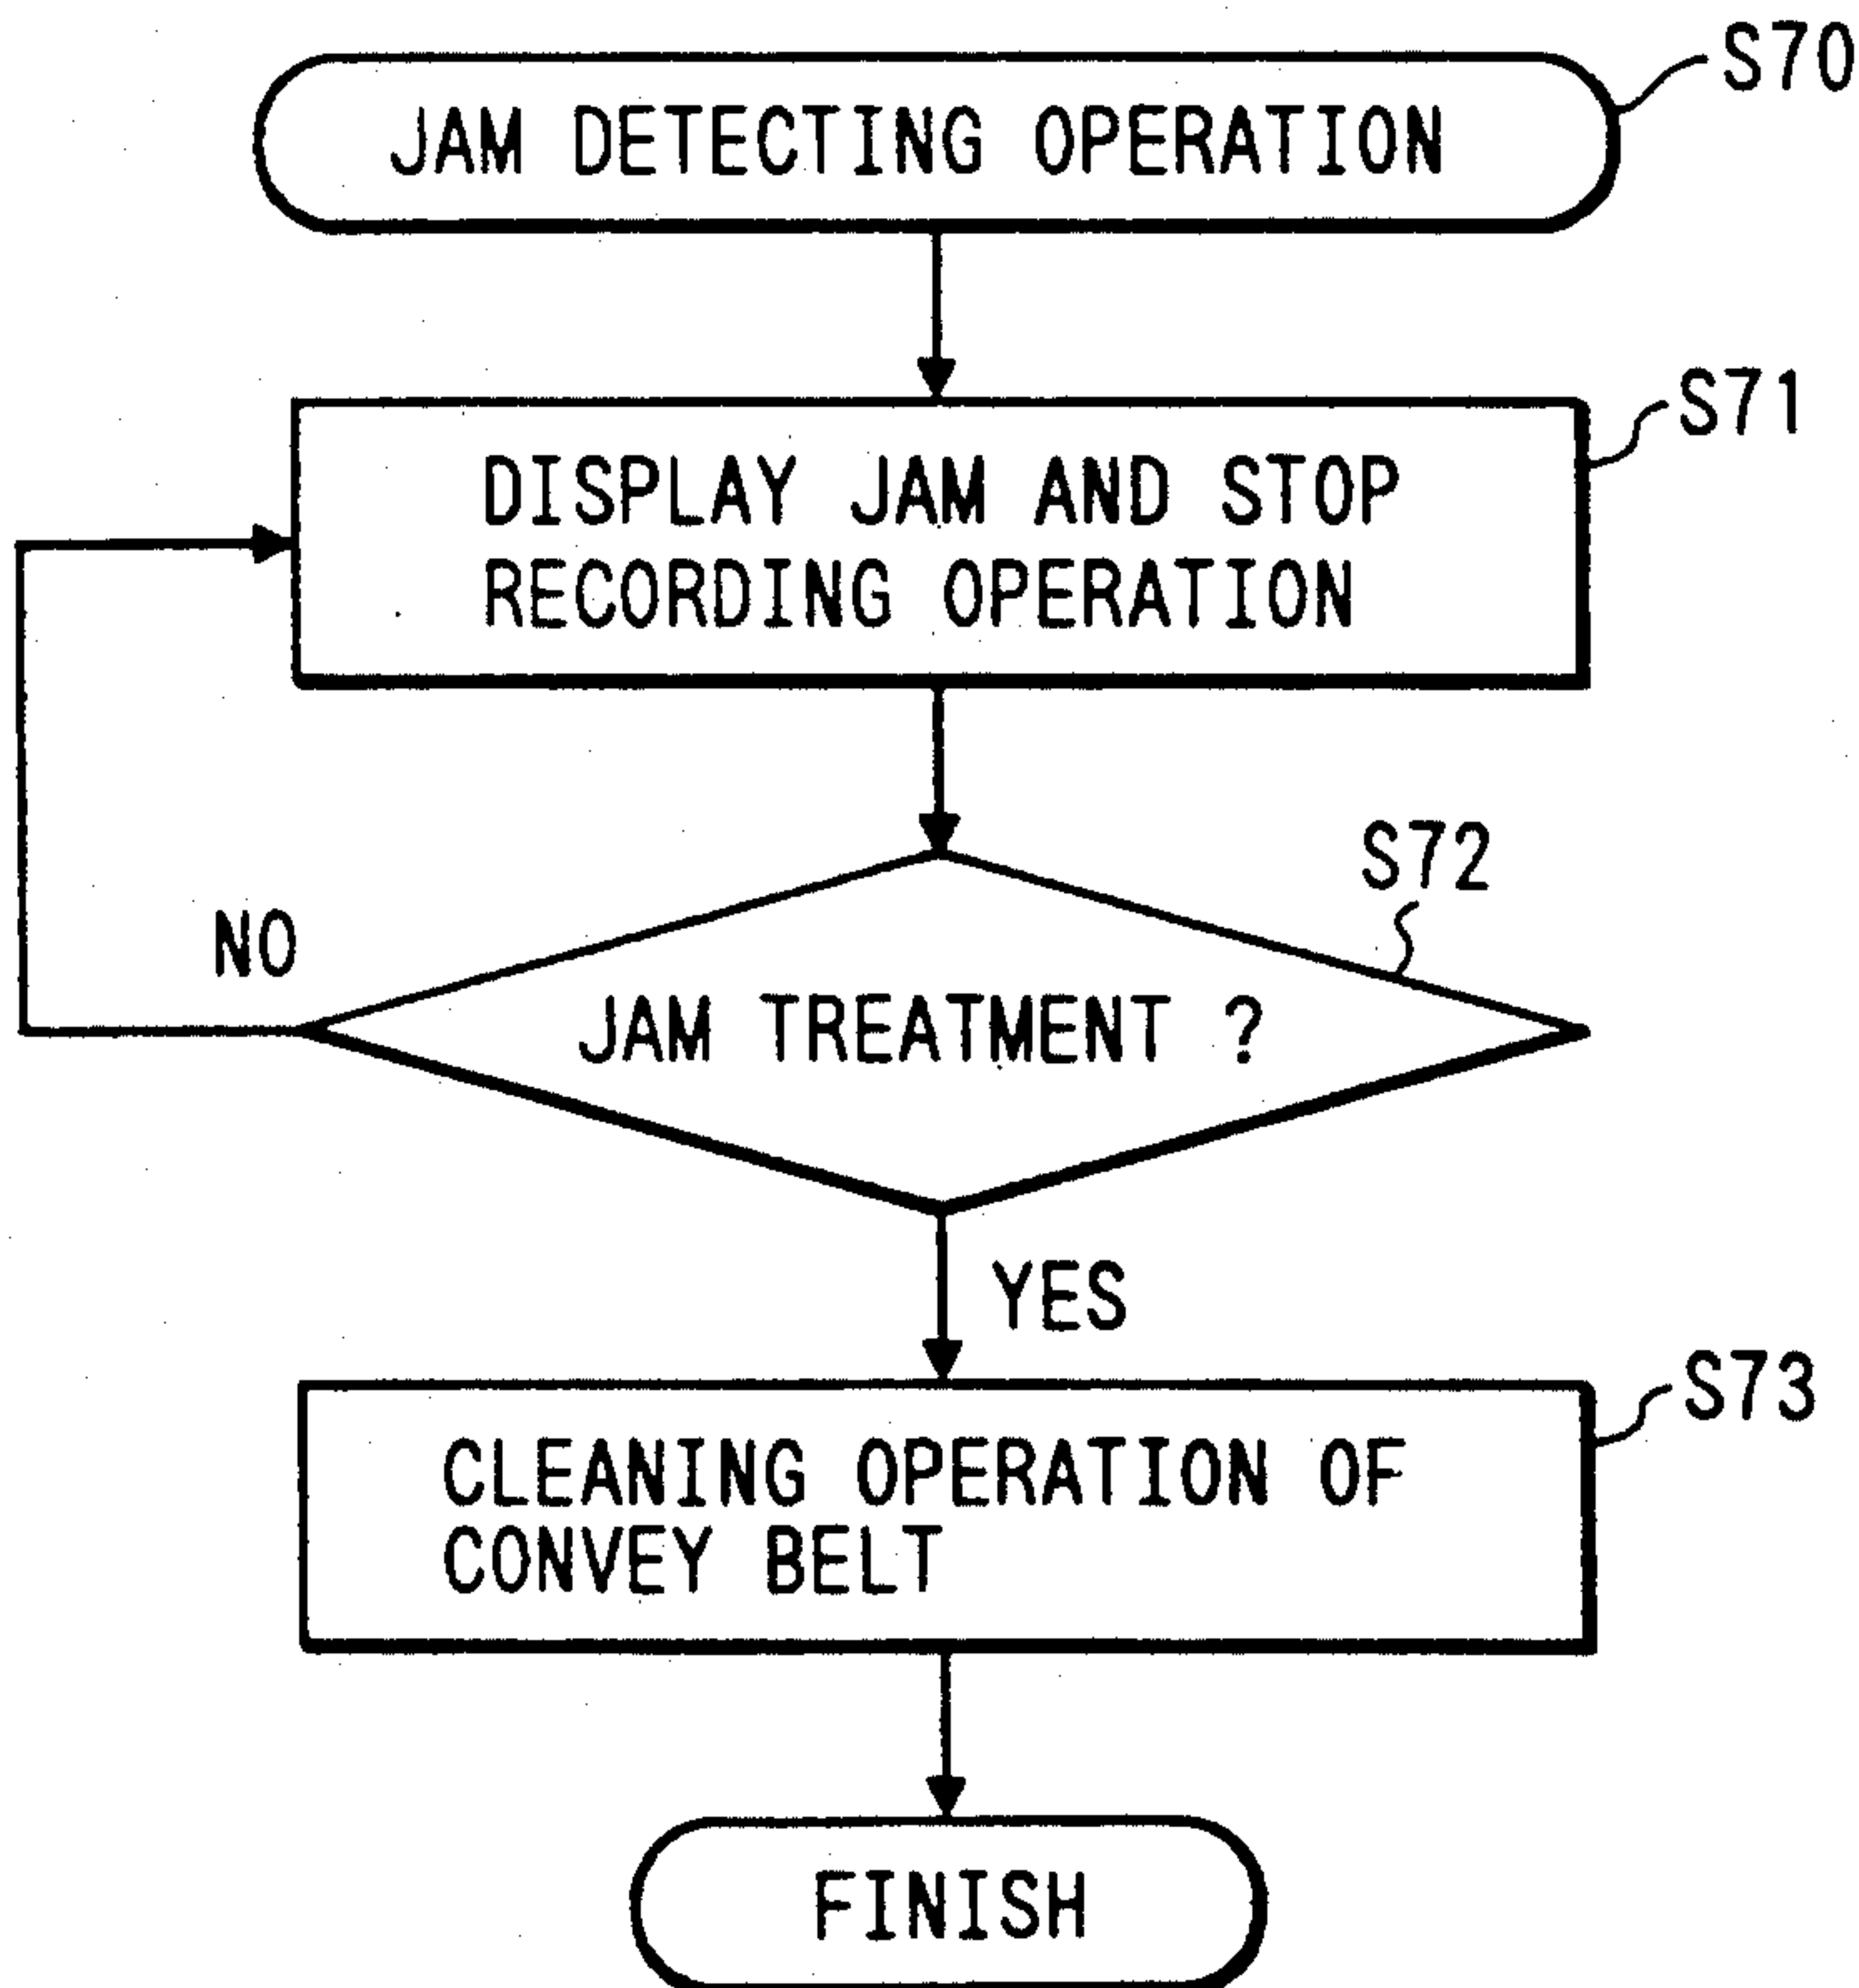 S70
JAM DETECTING OPERATION
S71
DISPLAY JAM AND STOP
RECORDING OPERATION
S72
NO
JAM TREATMENT ?
YES
S73
CLEANING OPERATION OF
CONVEY BELT
FINISH